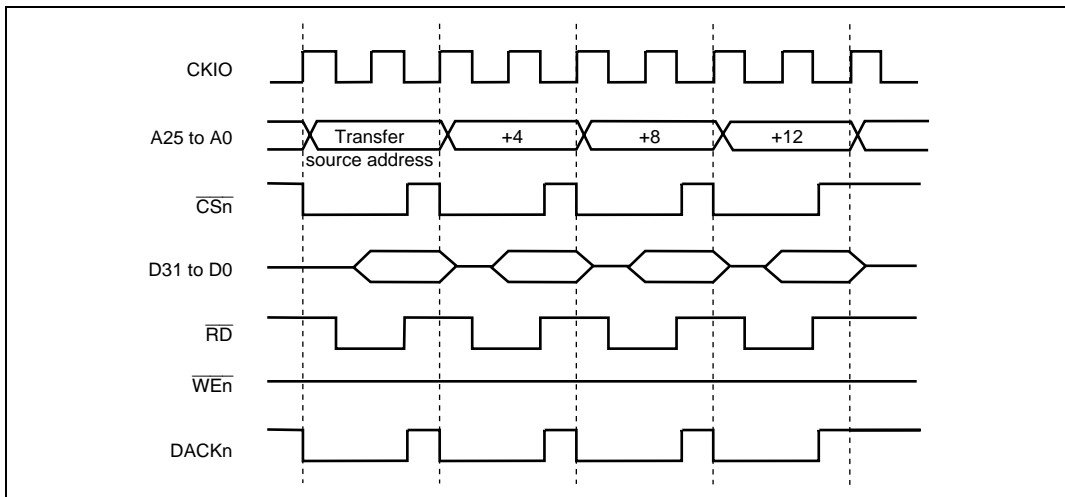 CKIO
A25 to A0
Transfer +4 +8 +12
source address
CSn
D31 to D0
RD
WEn
DACKn